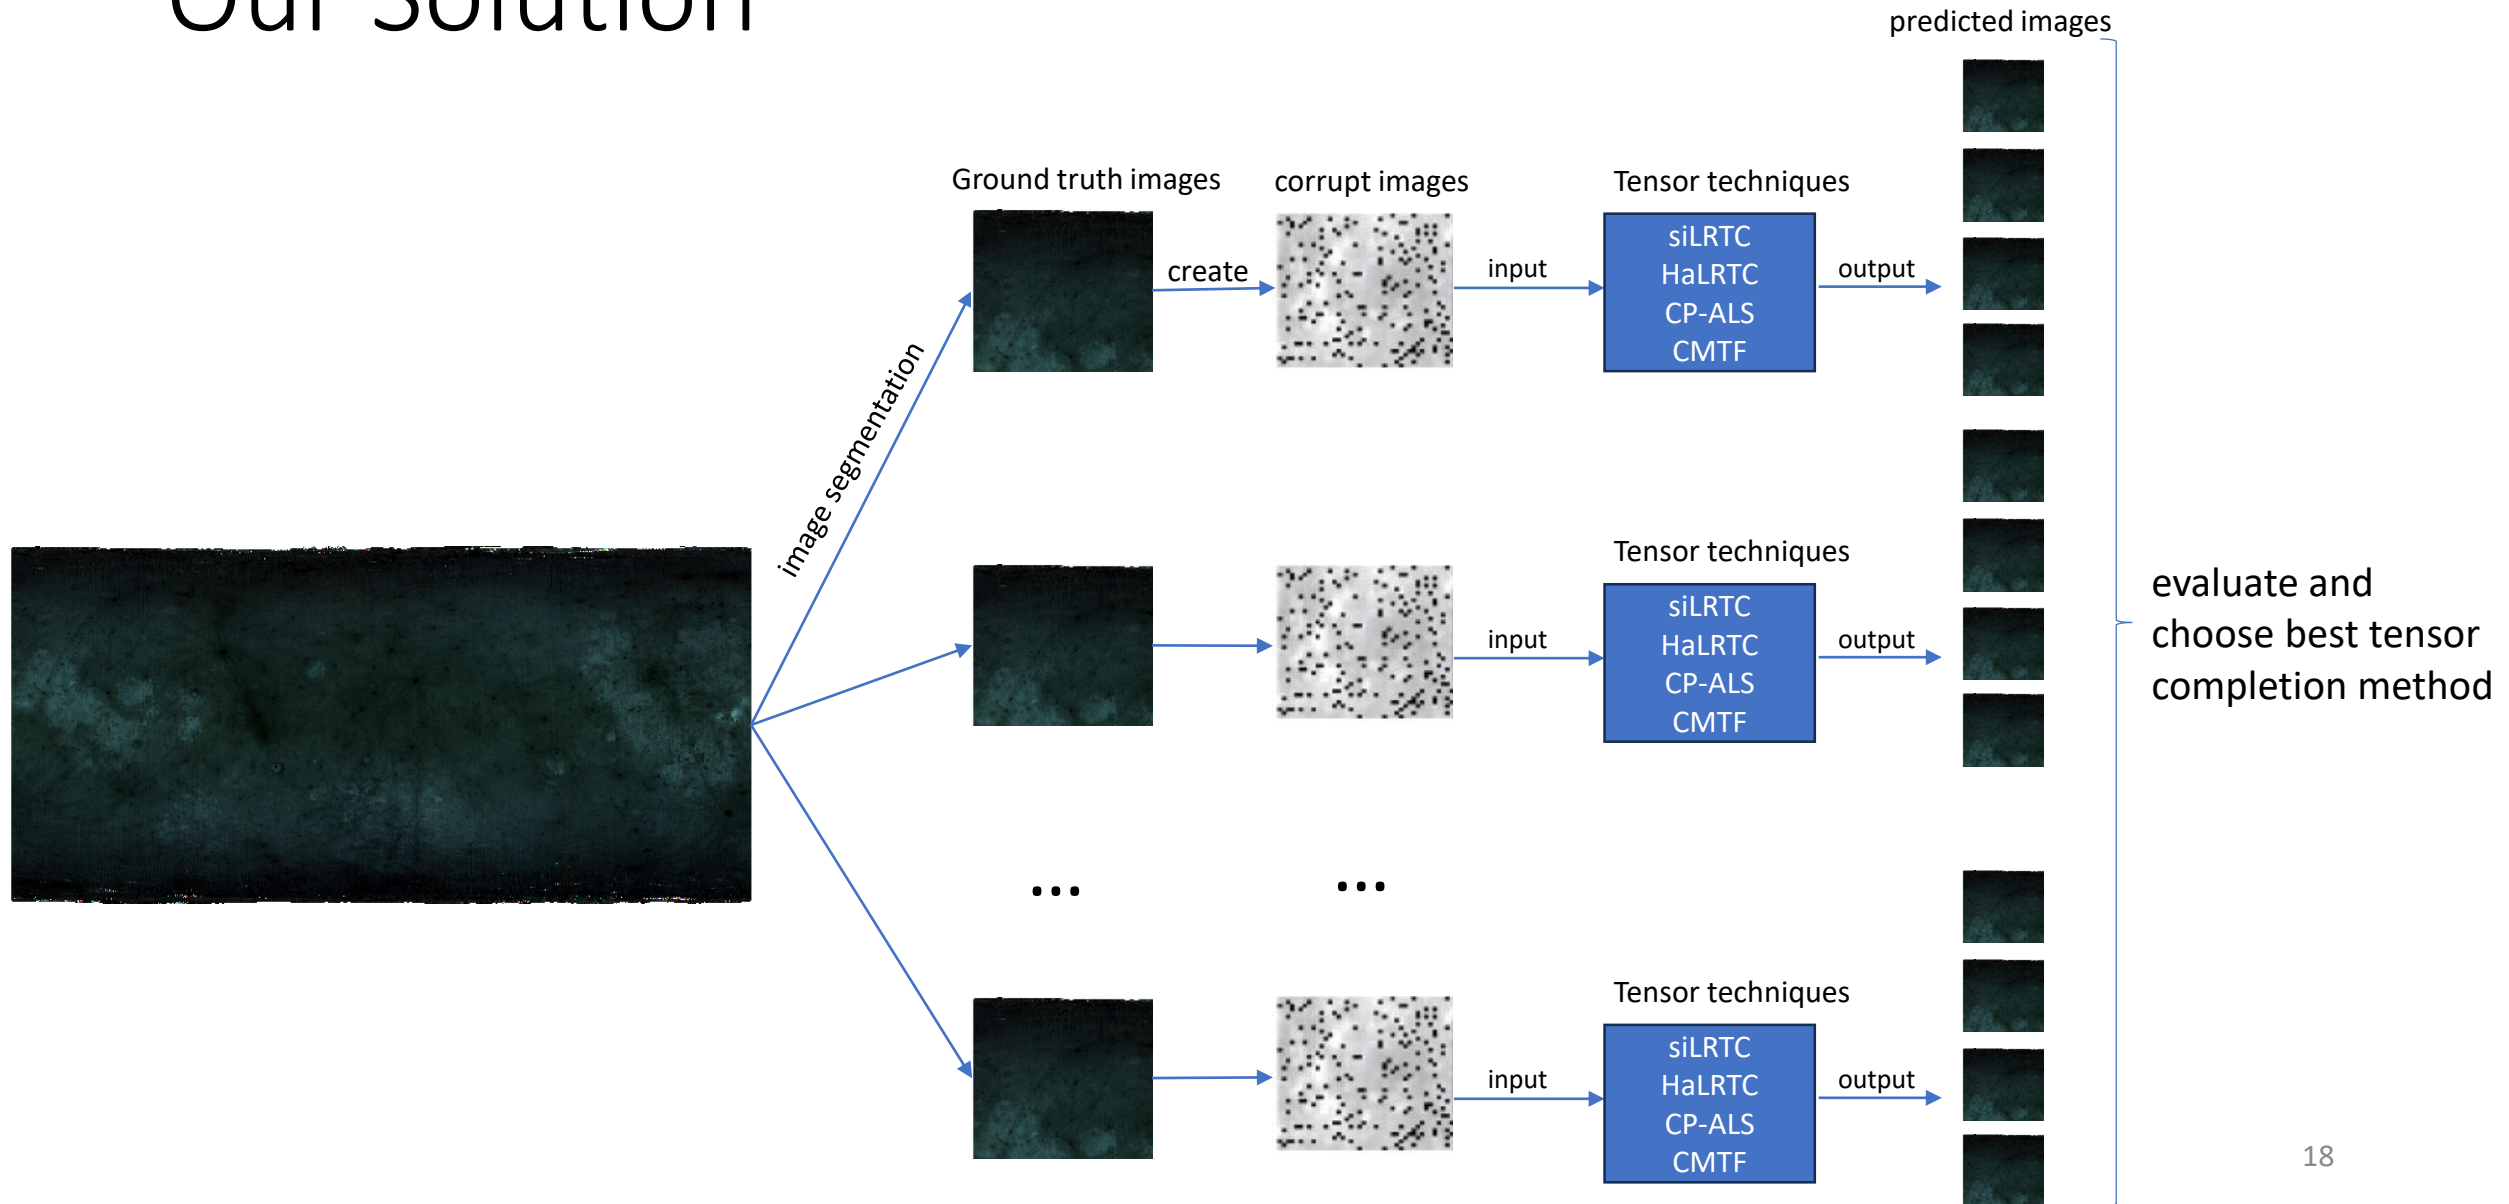 Our Solution
predicted images
Ground truth images
corrupt images
Tensor techniques
create
input
siLRTC
HaLRTC
CP-ALS
CMTF
output
image segmentation
Tensor techniques
input
siLRTC
HaLRTC
CP-ALS
CMTF
output
evaluate and
choose best tensor
completion method
...
...
Tensor techniques
input
siLRTC
HaLRTC
CP-ALS
CMTF
output
18